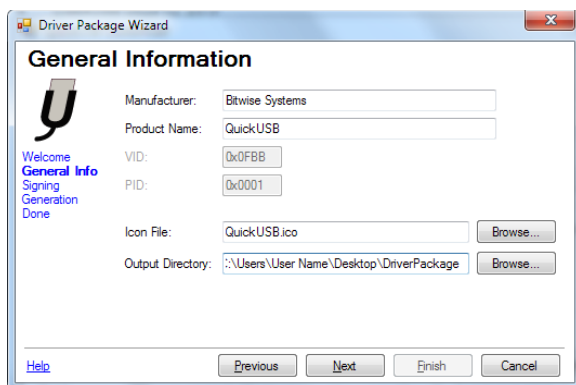 Driver Package Wizard
General Information
Manufacturer: Bitwise Systems
Product Name: QuickUSB
VID: 0x0FBB
PID: 0x0001
Welcome
General Info
Signing
Generation
Done
Icon File: QuickUSB.ico Browse...
Output Directory: :\Users\User Name\Desktop\DriverPackage Browse...
Help Previous Next Finish Cancel